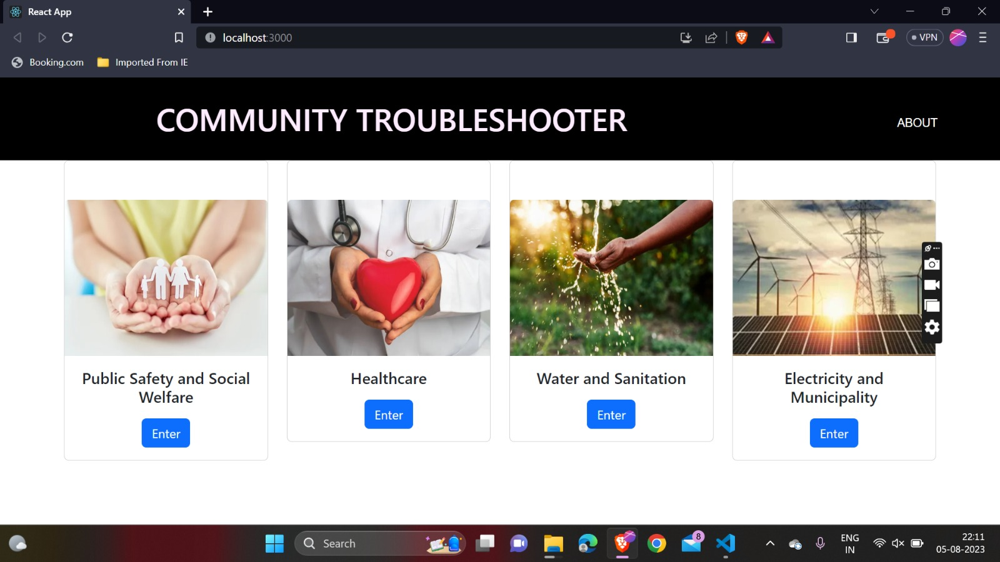 React App
localhost:3000
VPN
Booking.com
Imported From IE
COMMUNITY TROUBLESHOOTER
ABOUT
Public Safety and Social
Welfare
Enter
Healthcare
Enter
Water and Sanitation
Enter
Electricity and
Municipality
Enter
Search
8
ENG
IN
22:11
05-08-2023